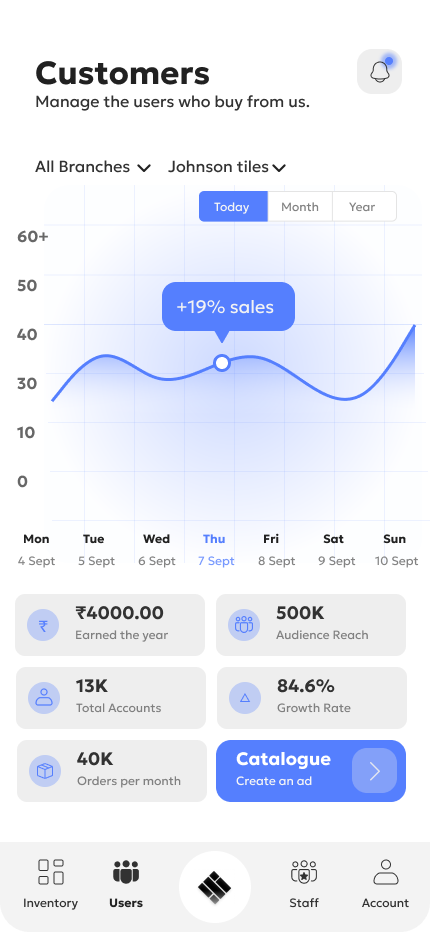 Customers
Manage the users who buy from us.
All Branches Johnson tiles
Today Month Year
60+
50
+19% sales
40
30
10
0
Mon Tue Wed Thu Fri Sat Sun
4 Sept 5 Sept 6 Sept 7 Sept 8 Sept 9 Sept 10 Sept
₹4000.00
Earned the year
500K
Audience Reach
13K
Total Accounts
84.6%
Growth Rate
40K
Orders per month
Catalogue
Create an ad
Inventory Users Staff Account